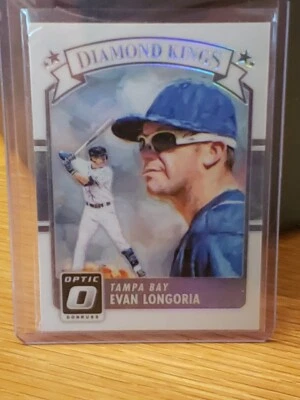 DIAMOND KINGS
OPTIC
DONRUSS
TAMPA BAY
EVAN LONGORIA